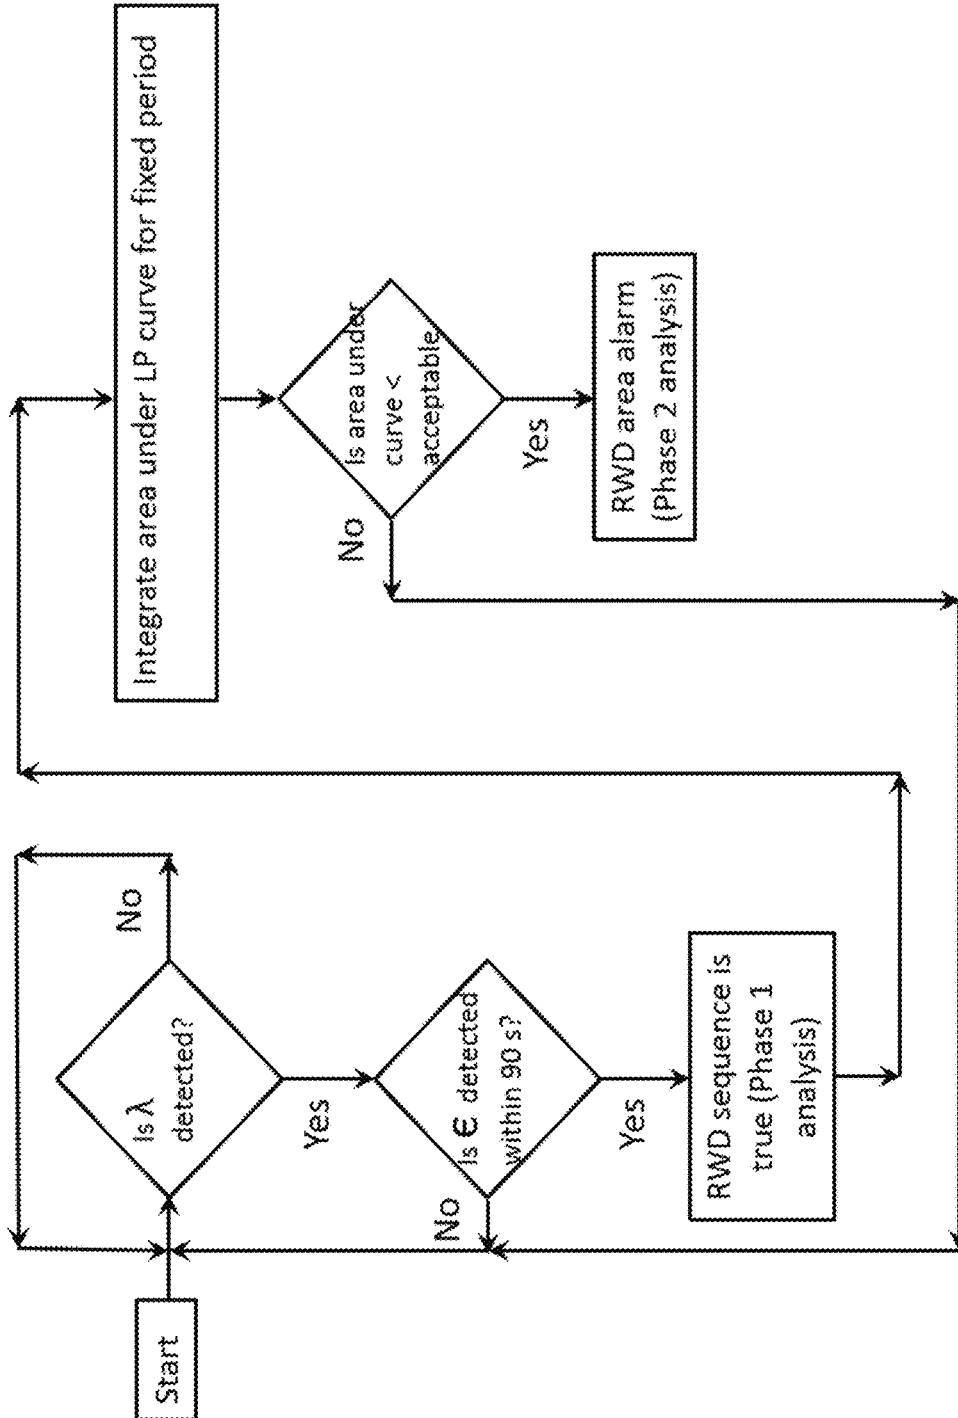 Start
Is λ
detected?
No
Yes
Is ϵ detected
within 90 s?
No
Yes
RWD sequence is
true (Phase 1
analysis)
Integrate area under LP curve for fixed period
Is area under
curve <
acceptable
No
Yes
RWD area alarm
(Phase 2 analysis)